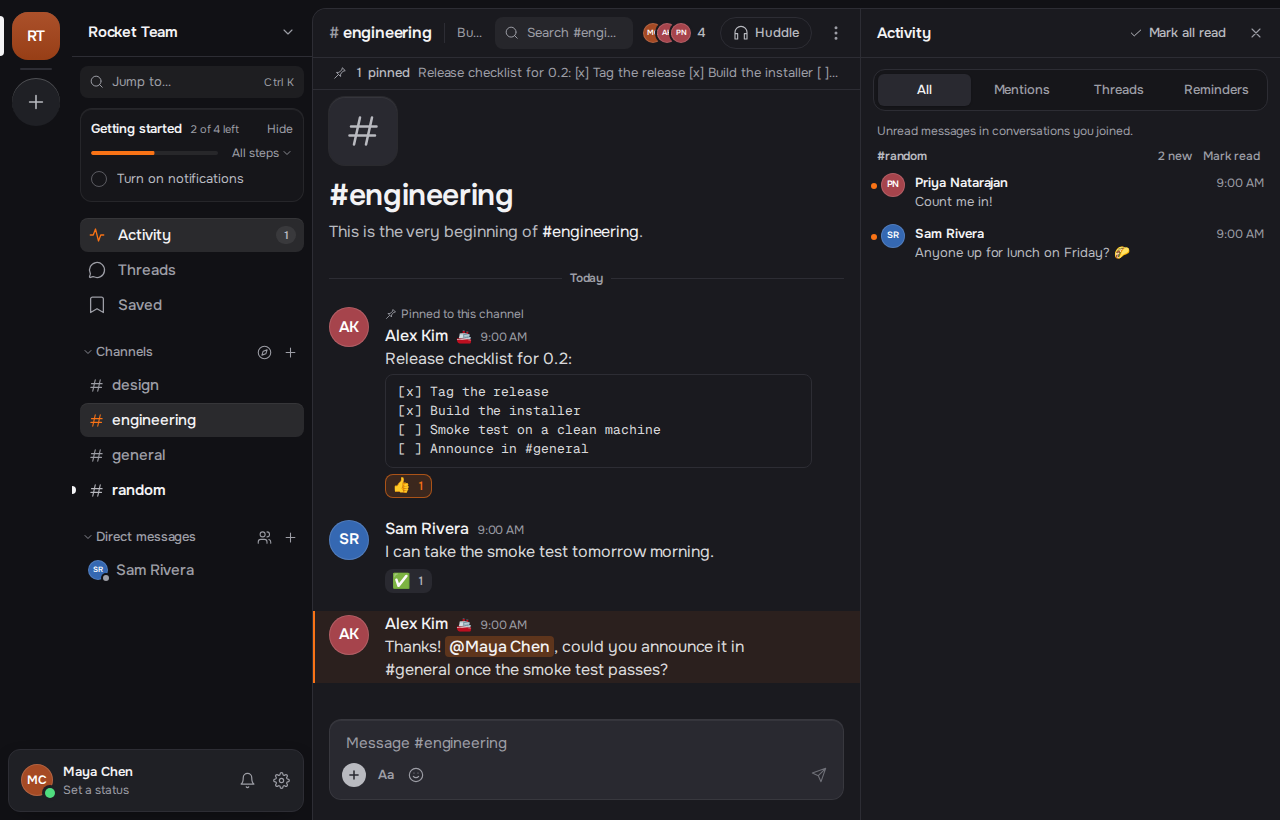 RT
Rocket Team
Jump to...
Ctrl K
Getting started
2 of 4 left
Hide
All steps
Turn on notifications
Activity
1
Threads
Saved
Channels
# design
# engineering
# general
# random
Direct messages
SR
Sam Rivera
MC
Maya Chen
Set a status
# engineering
Bu...
Search #engi...
PN
4
Huddle
1 pinned
Release checklist for 0.2: [x] Tag the release [x] Build the installer [ ]...
#engineering
This is the very beginning of #engineering.
Today
Pinned to this channel
AK
Alex Kim 🚢 9:00 AM
Release checklist for 0.2:
[x] Tag the release
[x] Build the installer
[ ] Smoke test on a clean machine
[ ] Announce in #general
👍 1
SR
Sam Rivera 9:00 AM
I can take the smoke test tomorrow morning.
✅ 1
AK
Alex Kim 🚢 9:00 AM
Thanks! @Maya Chen , could you announce it in
#general once the smoke test passes?
Message #engineering
Aa
Activity
Mark all read
All
Mentions
Threads
Reminders
Unread messages in conversations you joined.
#random
2 new
Mark read
PN
Priya Natarajan
9:00 AM
Count me in!
SR
Sam Rivera
9:00 AM
Anyone up for lunch on Friday? 🌮